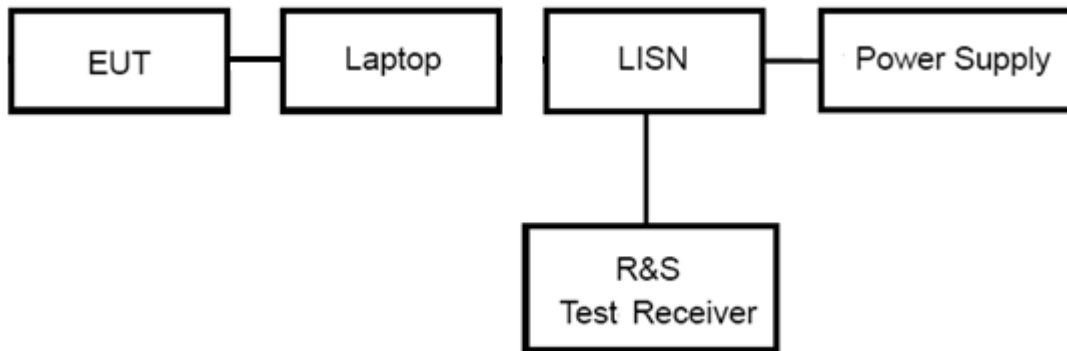 EUT
Laptop
LISN
Power Supply
R&S
Test Receiver